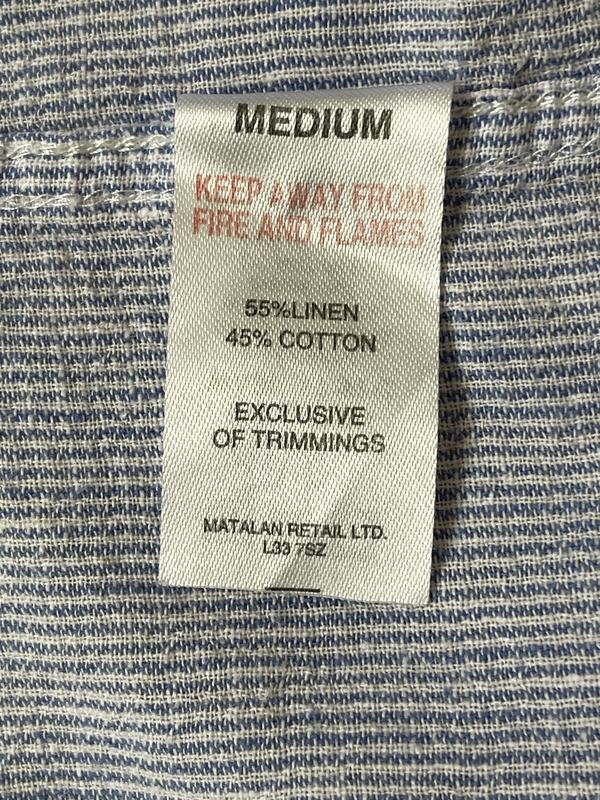 MEDIUM
KEEP AWAY FROM
FIRE AND FLAMES
55%LINEN
45% COTTON
EXCLUSIVE
OF TRIMMINGS
MATALAN RETAIL LTD.
L33 7SZ